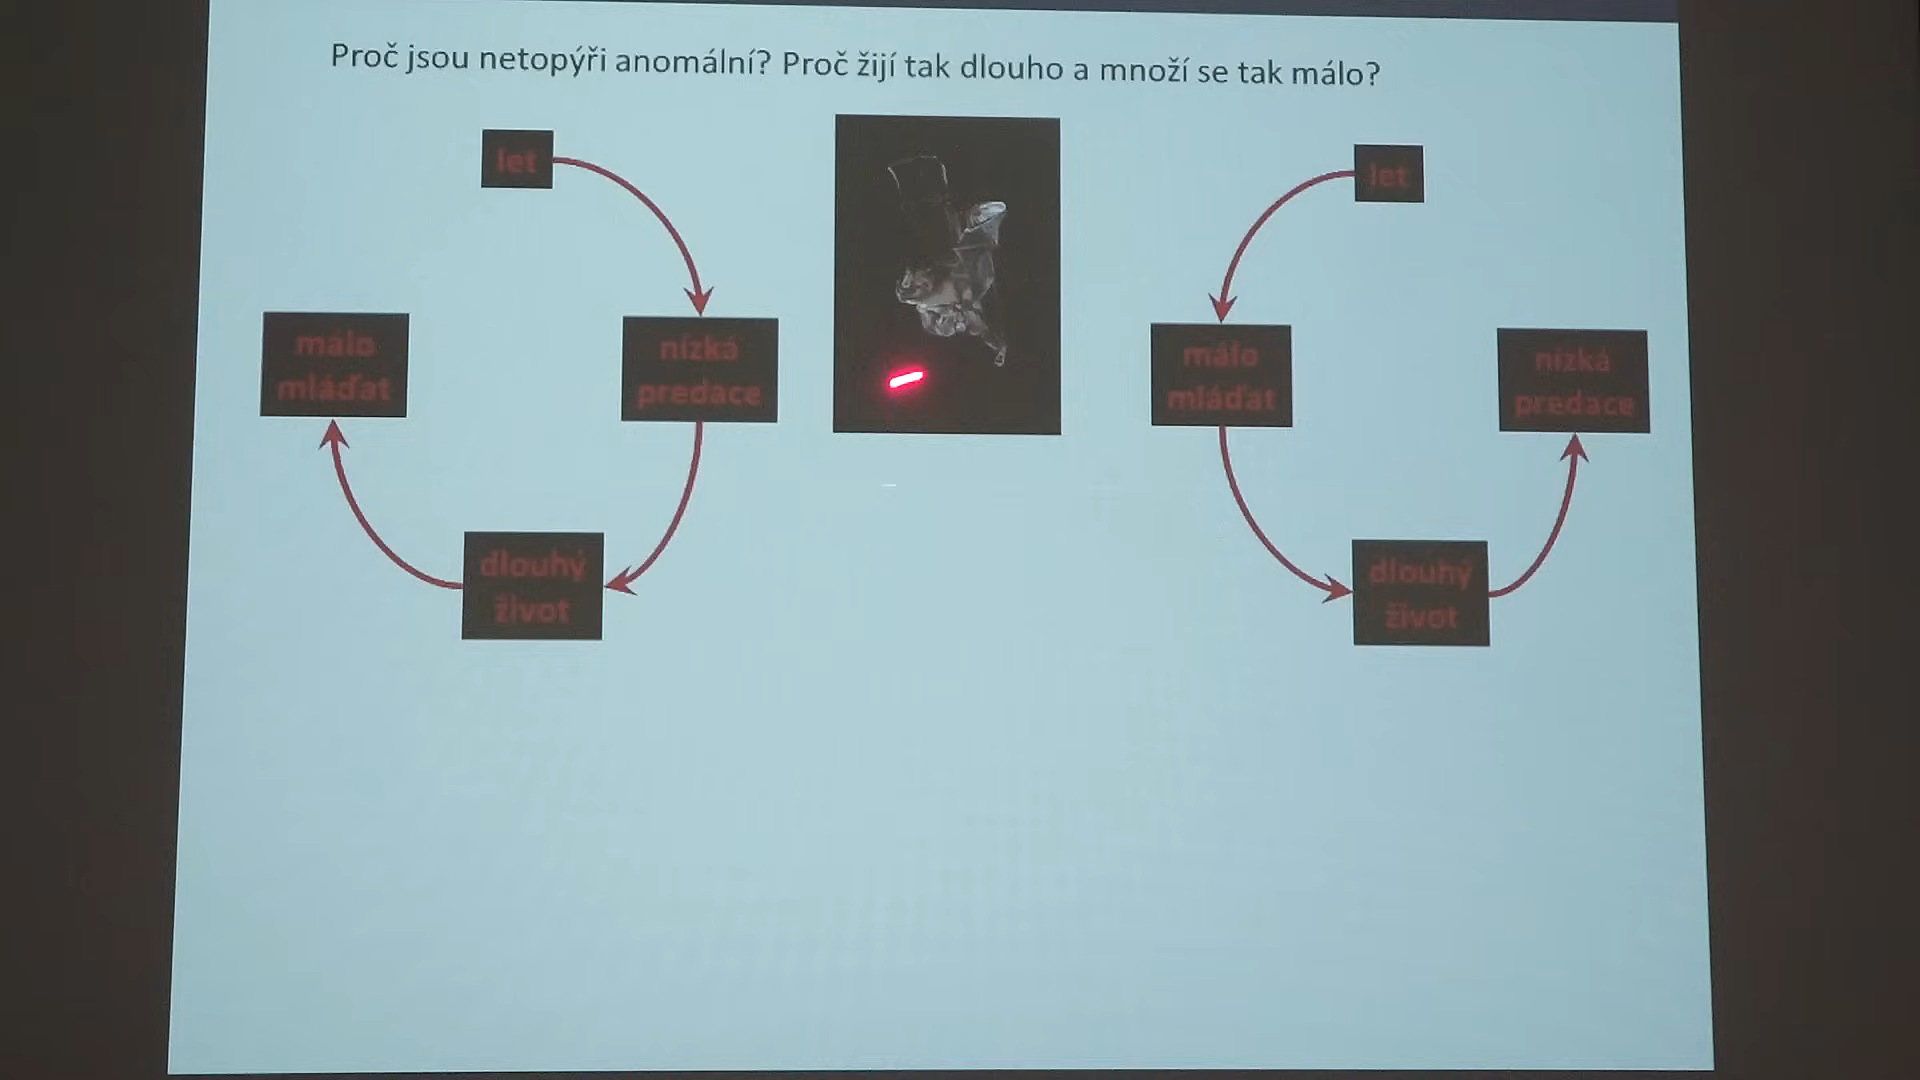 Proč jsou netopýři anomální? Proč žijí tak dlouho a množí se tak málo?
let
nízká
predace
dlouhý
život
málo
mláďat
let
málo
mláďat
dlouhý
život
nízká
predace